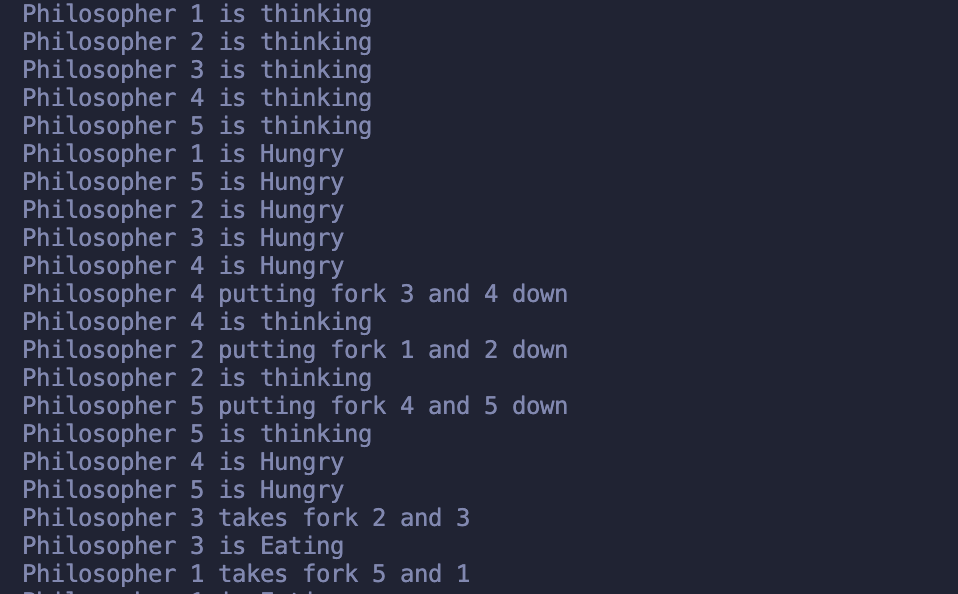 Philosopher 1 is thinking
Philosopher 2 is thinking
Philosopher 3 is thinking
Philosopher 4 is thinking
Philosopher 5 is thinking
Philosopher 1 is Hungry
Philosopher 5 is Hungry
Philosopher 2 is Hungry
Philosopher 3 is Hungry
Philosopher 4 is Hungry
Philosopher 4 putting fork 3 and 4 down
Philosopher 4 is thinking
Philosopher 2 putting fork 1 and 2 down
Philosopher 2 is thinking
Philosopher 5 putting fork 4 and 5 down
Philosopher 5 is thinking
Philosopher 4 is Hungry
Philosopher 5 is Hungry
Philosopher 3 takes fork 2 and 3
Philosopher 3 is Eating
Philosopher 1 takes fork 5 and 1